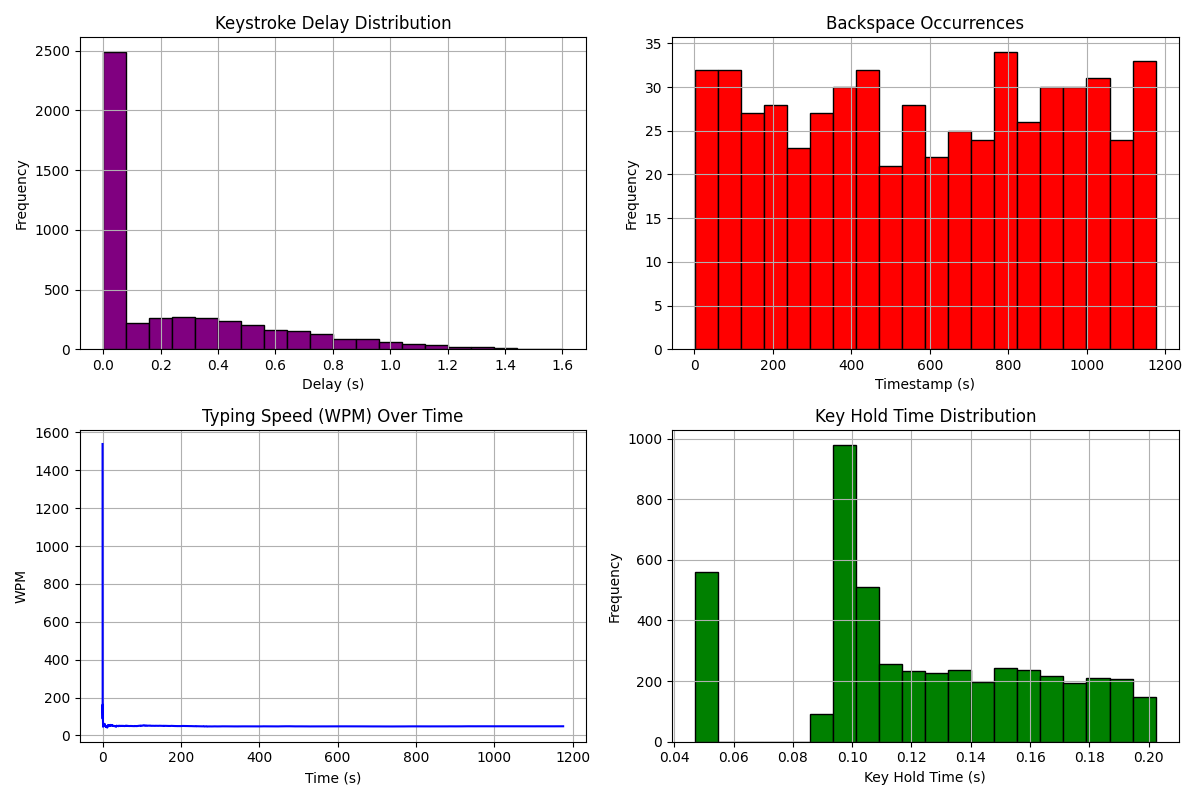 Keystroke Delay Distribution
Frequency
2500
2000
1500
1000
500
0
0.0 0.2 0.4 0.6 0.8 1.0 1.2 1.4 1.6
Delay (s)
Backspace Occurrences
Frequency
35
30
25
20
15
10
5
0
0 200 400 600 800 1000 1200
Timestamp (s)
Typing Speed (WPM) Over Time
WPM
1600
1400
1200
1000
800
600
400
200
0
0 200 400 600 800 1000 1200
Time (s)
Key Hold Time Distribution
Frequency
1000
800
600
400
200
0
0.04 0.06 0.08 0.10 0.12 0.14 0.16 0.18 0.20
Key Hold Time (s)